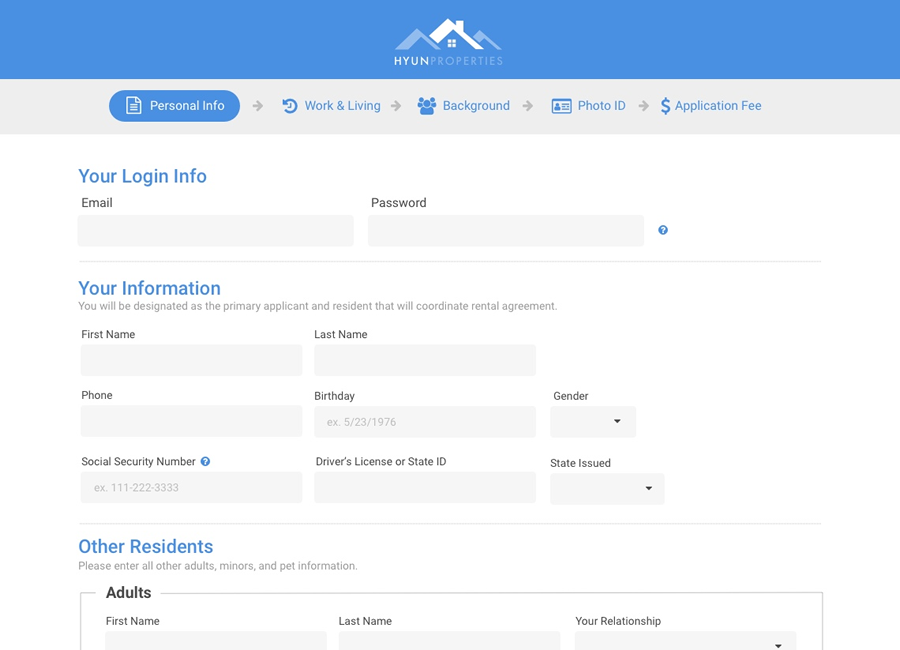 HYUNPROPERTIES
Personal Info Work & Living Background Photo ID Application Fee
Your Login Info
Email Password
Your Information
You will be designated as the primary applicant and resident that will coordinate rental agreement.
First Name Last Name
Phone Birthday Gender
ex. 5/23/1976
Social Security Number Driver's License or State ID State Issued
ex. 111-222-3333
Other Residents
Please enter all other adults, minors, and pet information.
Adults
First Name Last Name Your Relationship